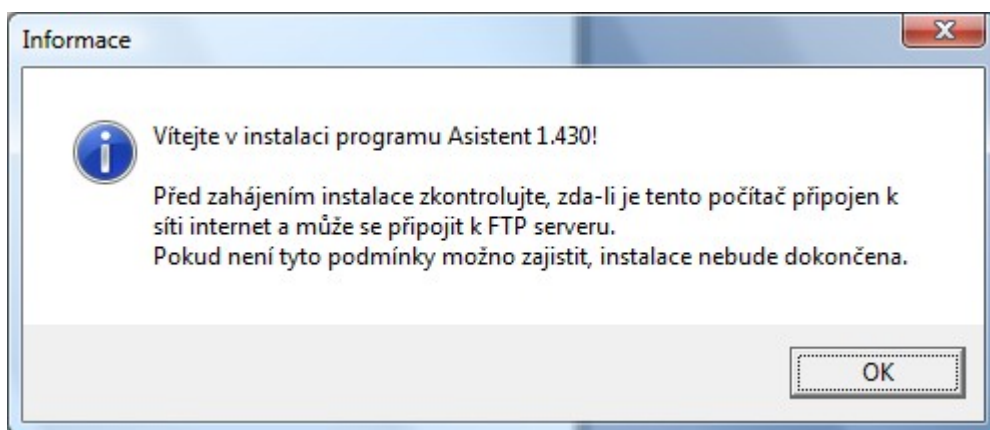 Informace
Vítejte v instalaci programu Asistent 1.430!
Před zahájením instalace zkontrolujte, zda-li je tento počítač připojen k
síti internet a může se připojit k FTP serveru.
Pokud není tyto podmínky možno zajistit, instalace nebude dokončena.
OK